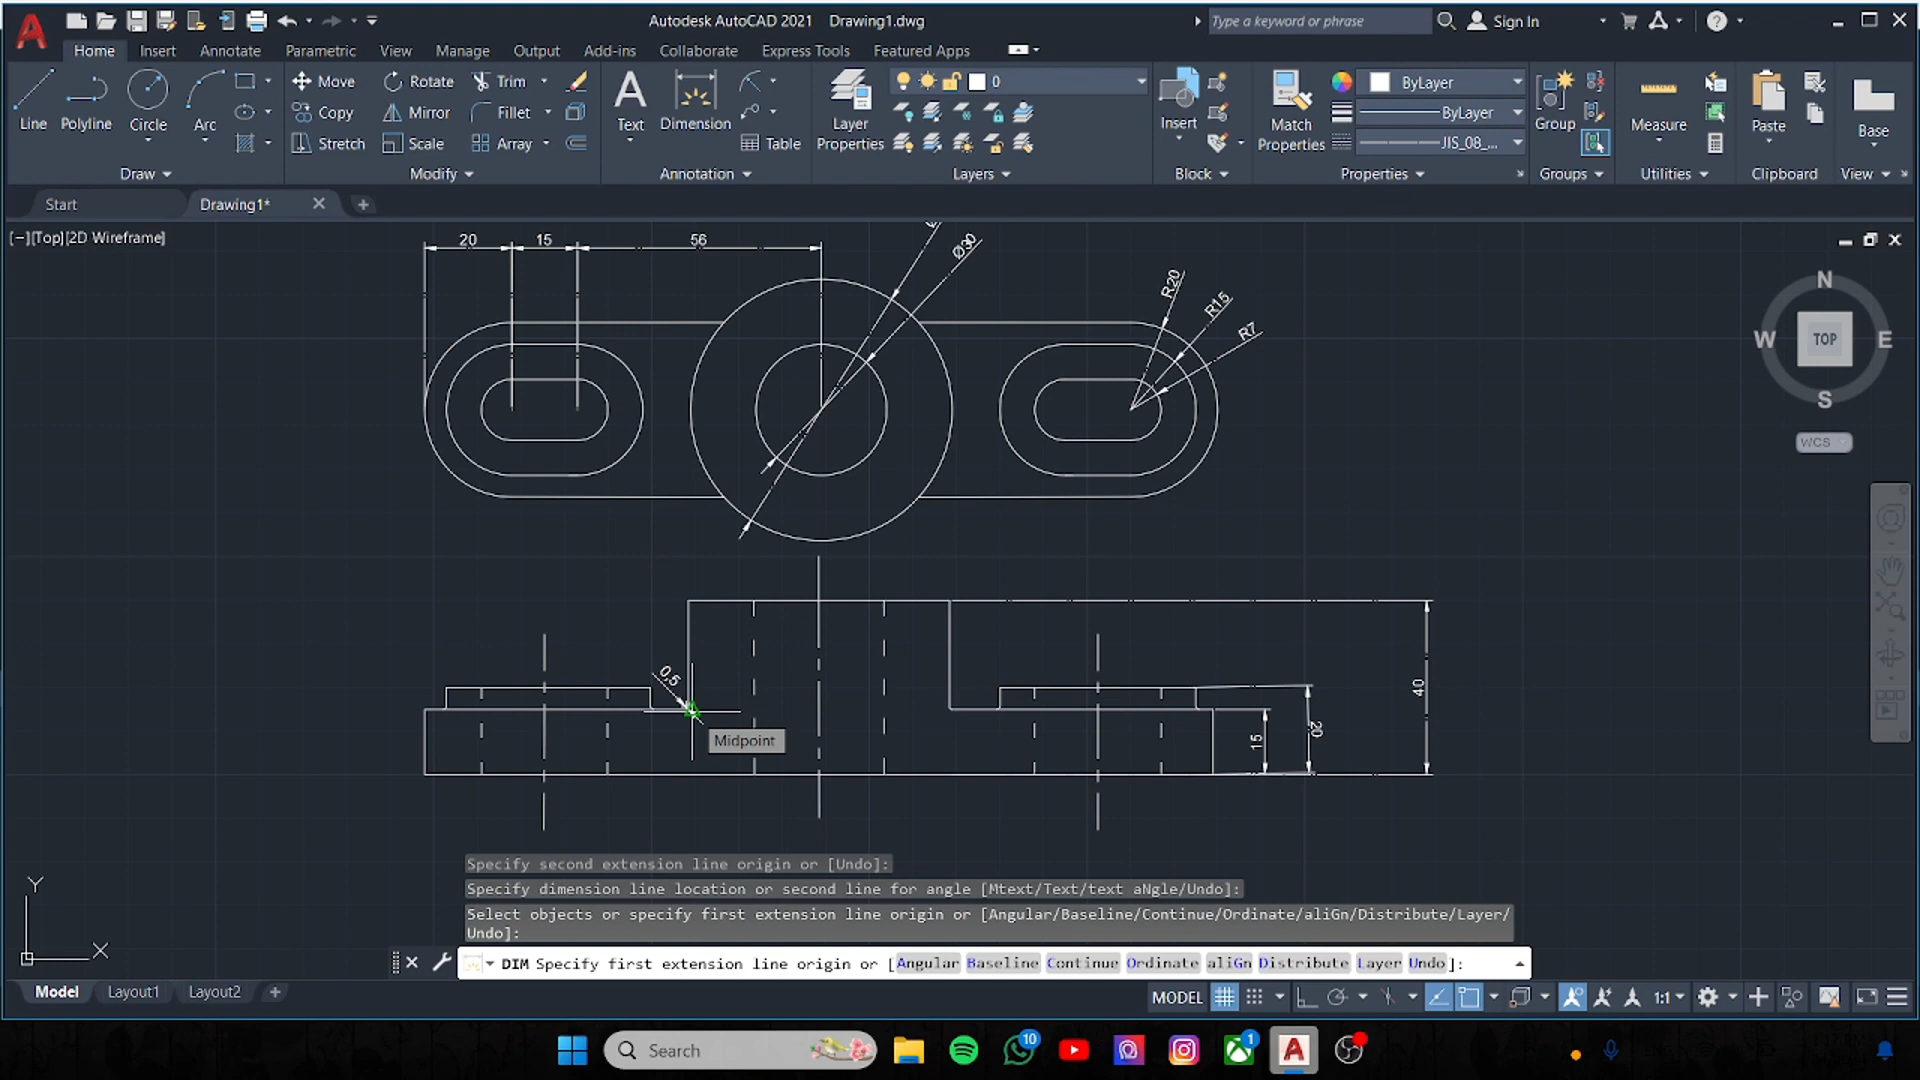 Autodesk AutoCAD 2021 Drawing1.dwg
Type a keyword or phrase
Sign In
Home Insert Annotate Parametric View Manage Output Add-ins Collaborate Express Tools Featured Apps
Line
Polyline
Circle
Arc
Move
Rotate
Trim
Copy
Mirror
Fillet
Stretch
Scale
Array
Text
Dimension
Table
Layer
Properties
0
Insert
Match
Properties
ByLayer
ByLayer
JIS_08_...
Group
Measure
Paste
Base
Draw
Modify
Annotation
Layers
Block
Properties
Groups
Utilities
Clipboard
View
Start
Drawing1*
[−][Top][2D Wireframe]
20
15
56
Ø30
R20
R15
R7
N
W
TOP
E
S
WCS
0,5
Midpoint
40
20
15
Specify second extension line origin or [Undo]:
Specify dimension line location or second line for angle [Mtext/Text/text aNgle/Undo]:
Select objects or specify first extension line origin or [Angular/Baseline/Continue/Ordinate/aliGn/Distribute/Layer/
Undo]:
DIM Specify first extension line origin or [Angular Baseline Continue Ordinate aliGn Distribute Layer Undo]:
Y
X
Model
Layout1
Layout2
MODEL
1:1
Search
10
1